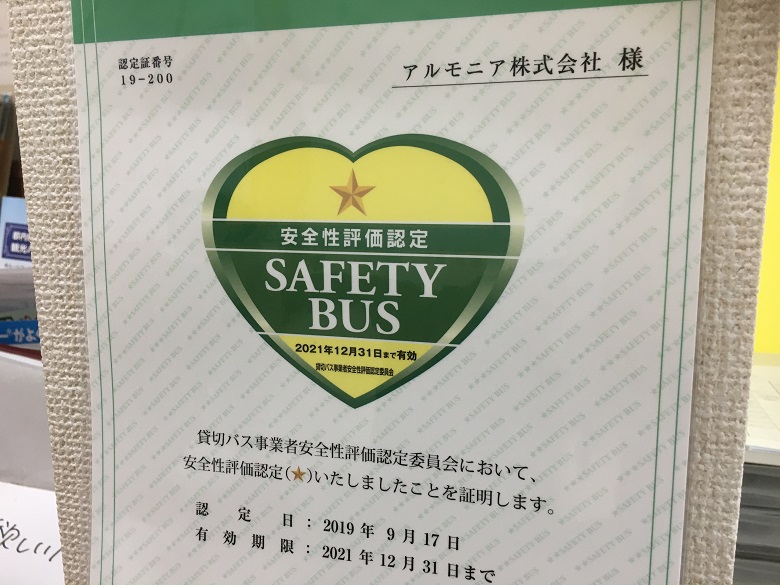 認定証番号
19-200
アルモニア株式会社 様
安全性評価認定
SAFETY
BUS
2021年12月31日まで有効
貸切バス事業者安全性評価認定委員会
貸切バス事業者安全性評価認定委員会において、
安全性評価認定(★)いたしましたことを証明します。
認 定 日 : 2019 年 9 月 17 日
有 効 期 限 : 2021 年 12 月 31 日まで